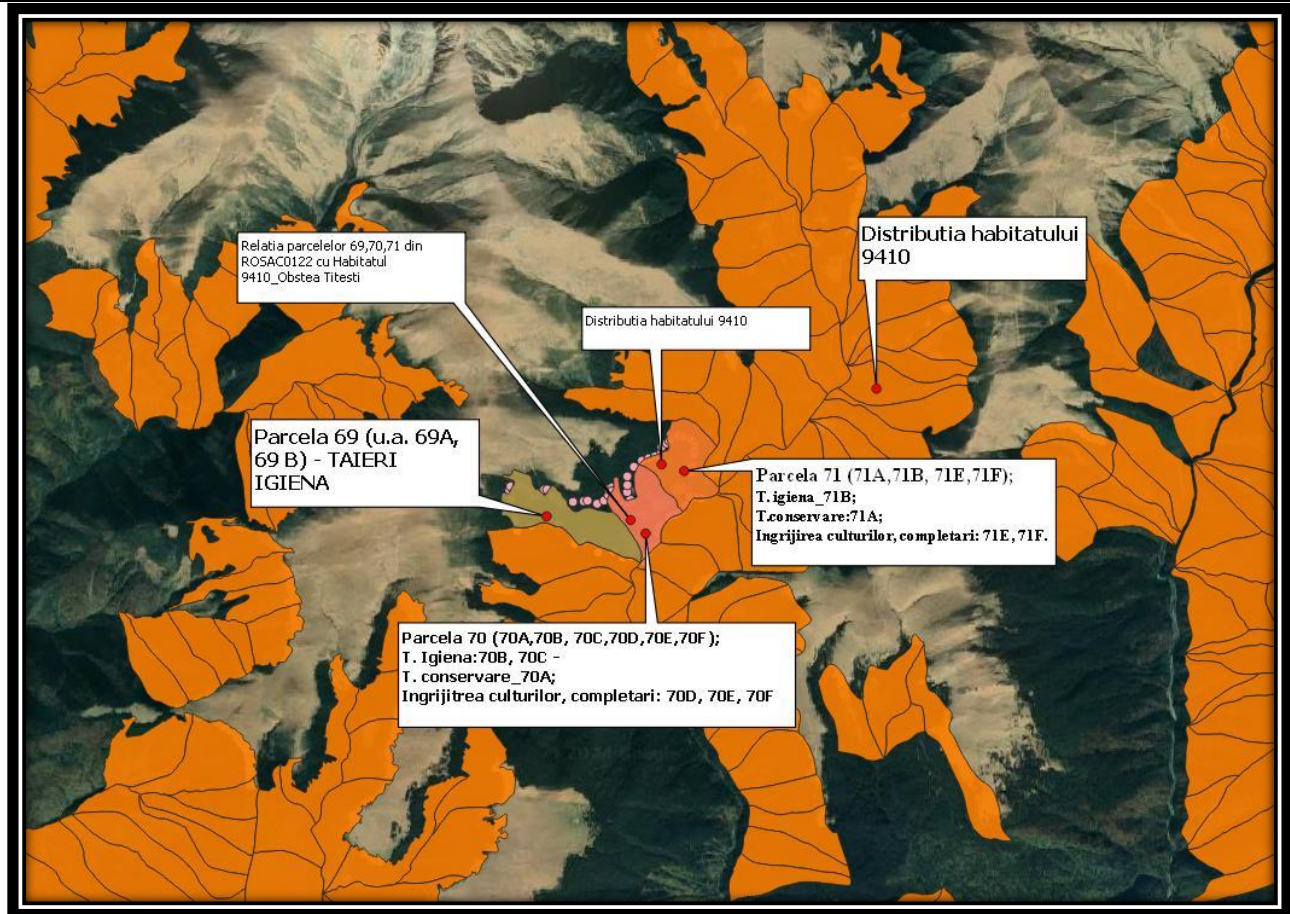 Distributia habitatului
9410
Relatia parcelelor 69,70,71 din
ROSAC0122 cu Habitatul
9410_Obstea Titesti
Distributia habitatului 9410
Parcela 69 (u.a. 69A,
69 B) - TAIERI
IGIENA
Parcela 71 (71A,71B, 71E,71F);
T. igiena_71B;
T.conservare:71A;
Ingrijirea culturilor, completari: 71E, 71F.
Parcela 70 (70A,70B, 70C,70D,70E,70F);
T. Igiena:70B, 70C -
T. conservare_70A;
Ingrijitrea culturilor, completari: 70D, 70E, 70F